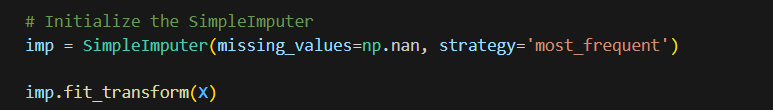 # Initialize the SimpleImputer
imp = SimpleImputer(missing_values=np.nan, strategy='most_frequent')
imp.fit_transform(X)